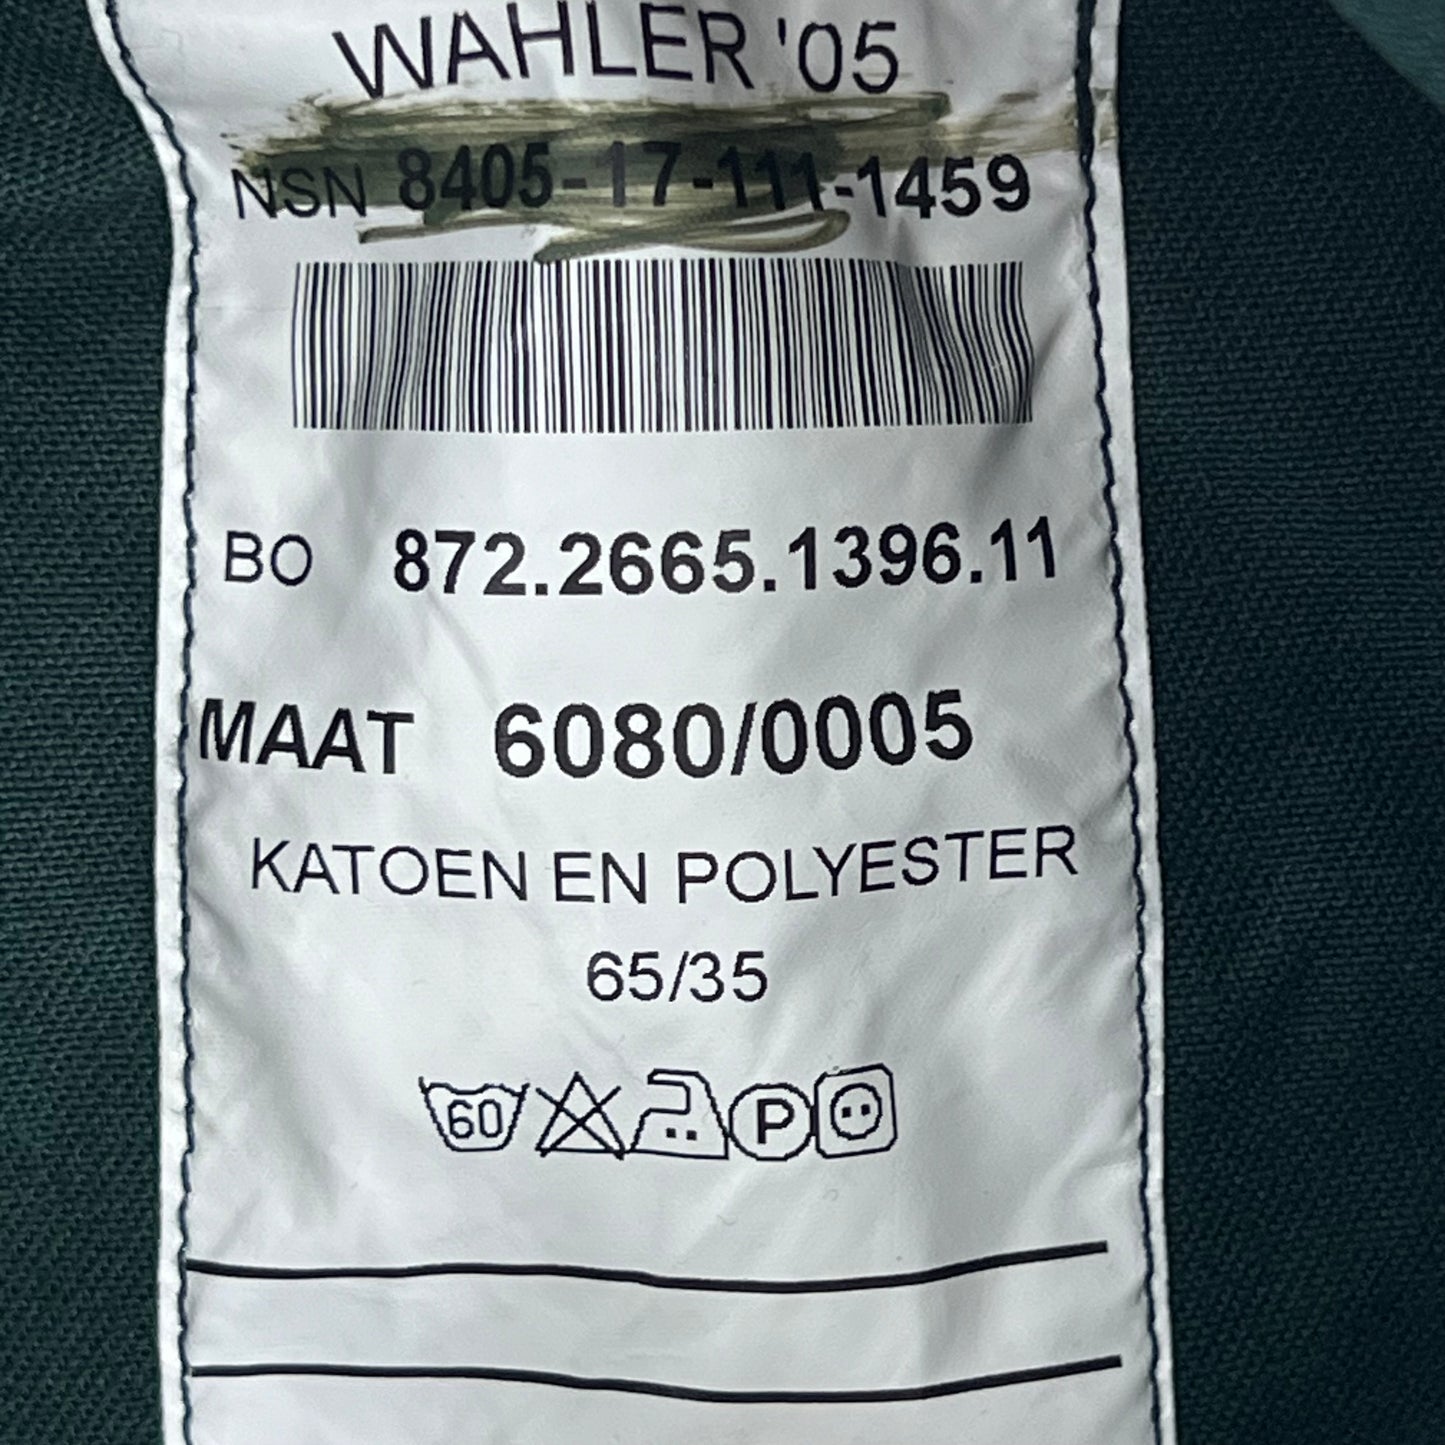 WAHLER '05
NSN 8405-17-111-1459
BO 872.2665.1396.11
MAAT 6080/0005
KATOEN EN POLYESTER
65/35
60 P